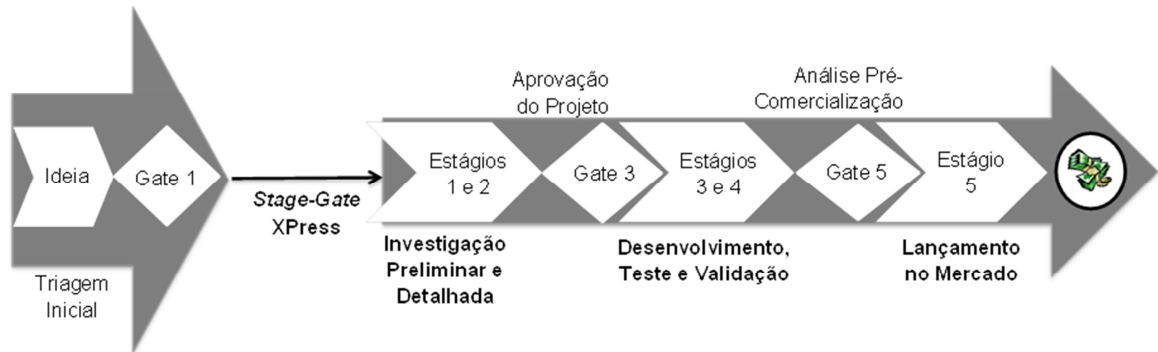 Ideia
Gate 1
Triagem
Inicial
Stage-Gate
XPress
Estágios
1 e 2
Investigação
Preliminar e
Detalhada
Aprovação
do Projeto
Gate 3
Estágios
3 e 4
Desenvolvimento,
Teste e Validação
Análise Pré-
Comercialização
Gate 5
Estágio
5
Lançamento
no Mercado